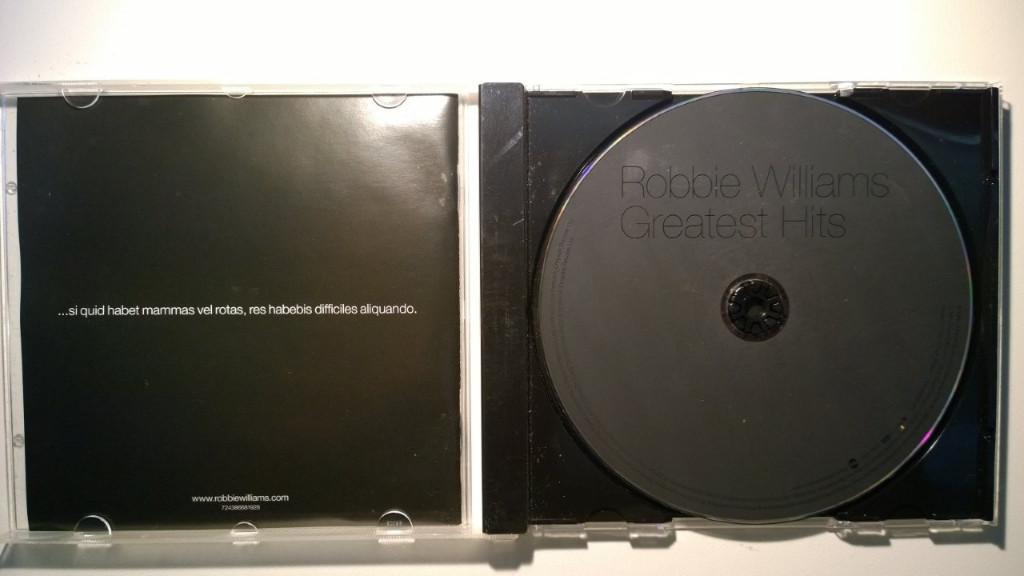 ...si quid habet mammas vel rotas, res habebis difficiles aliquando.
www.robbiewilliams.com
Robbie Williams
Greatest Hits